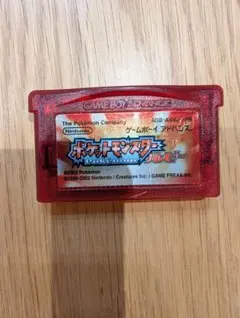 GAME BOY ADVANCE
The Pokémon Company
Nintendo
ゲームボーイ アドバンス
ポケットモンスター
ルビー
©2002 Pokémon
©1995-2002 Nintendo / Creatures inc. / GAME FREAK inc.